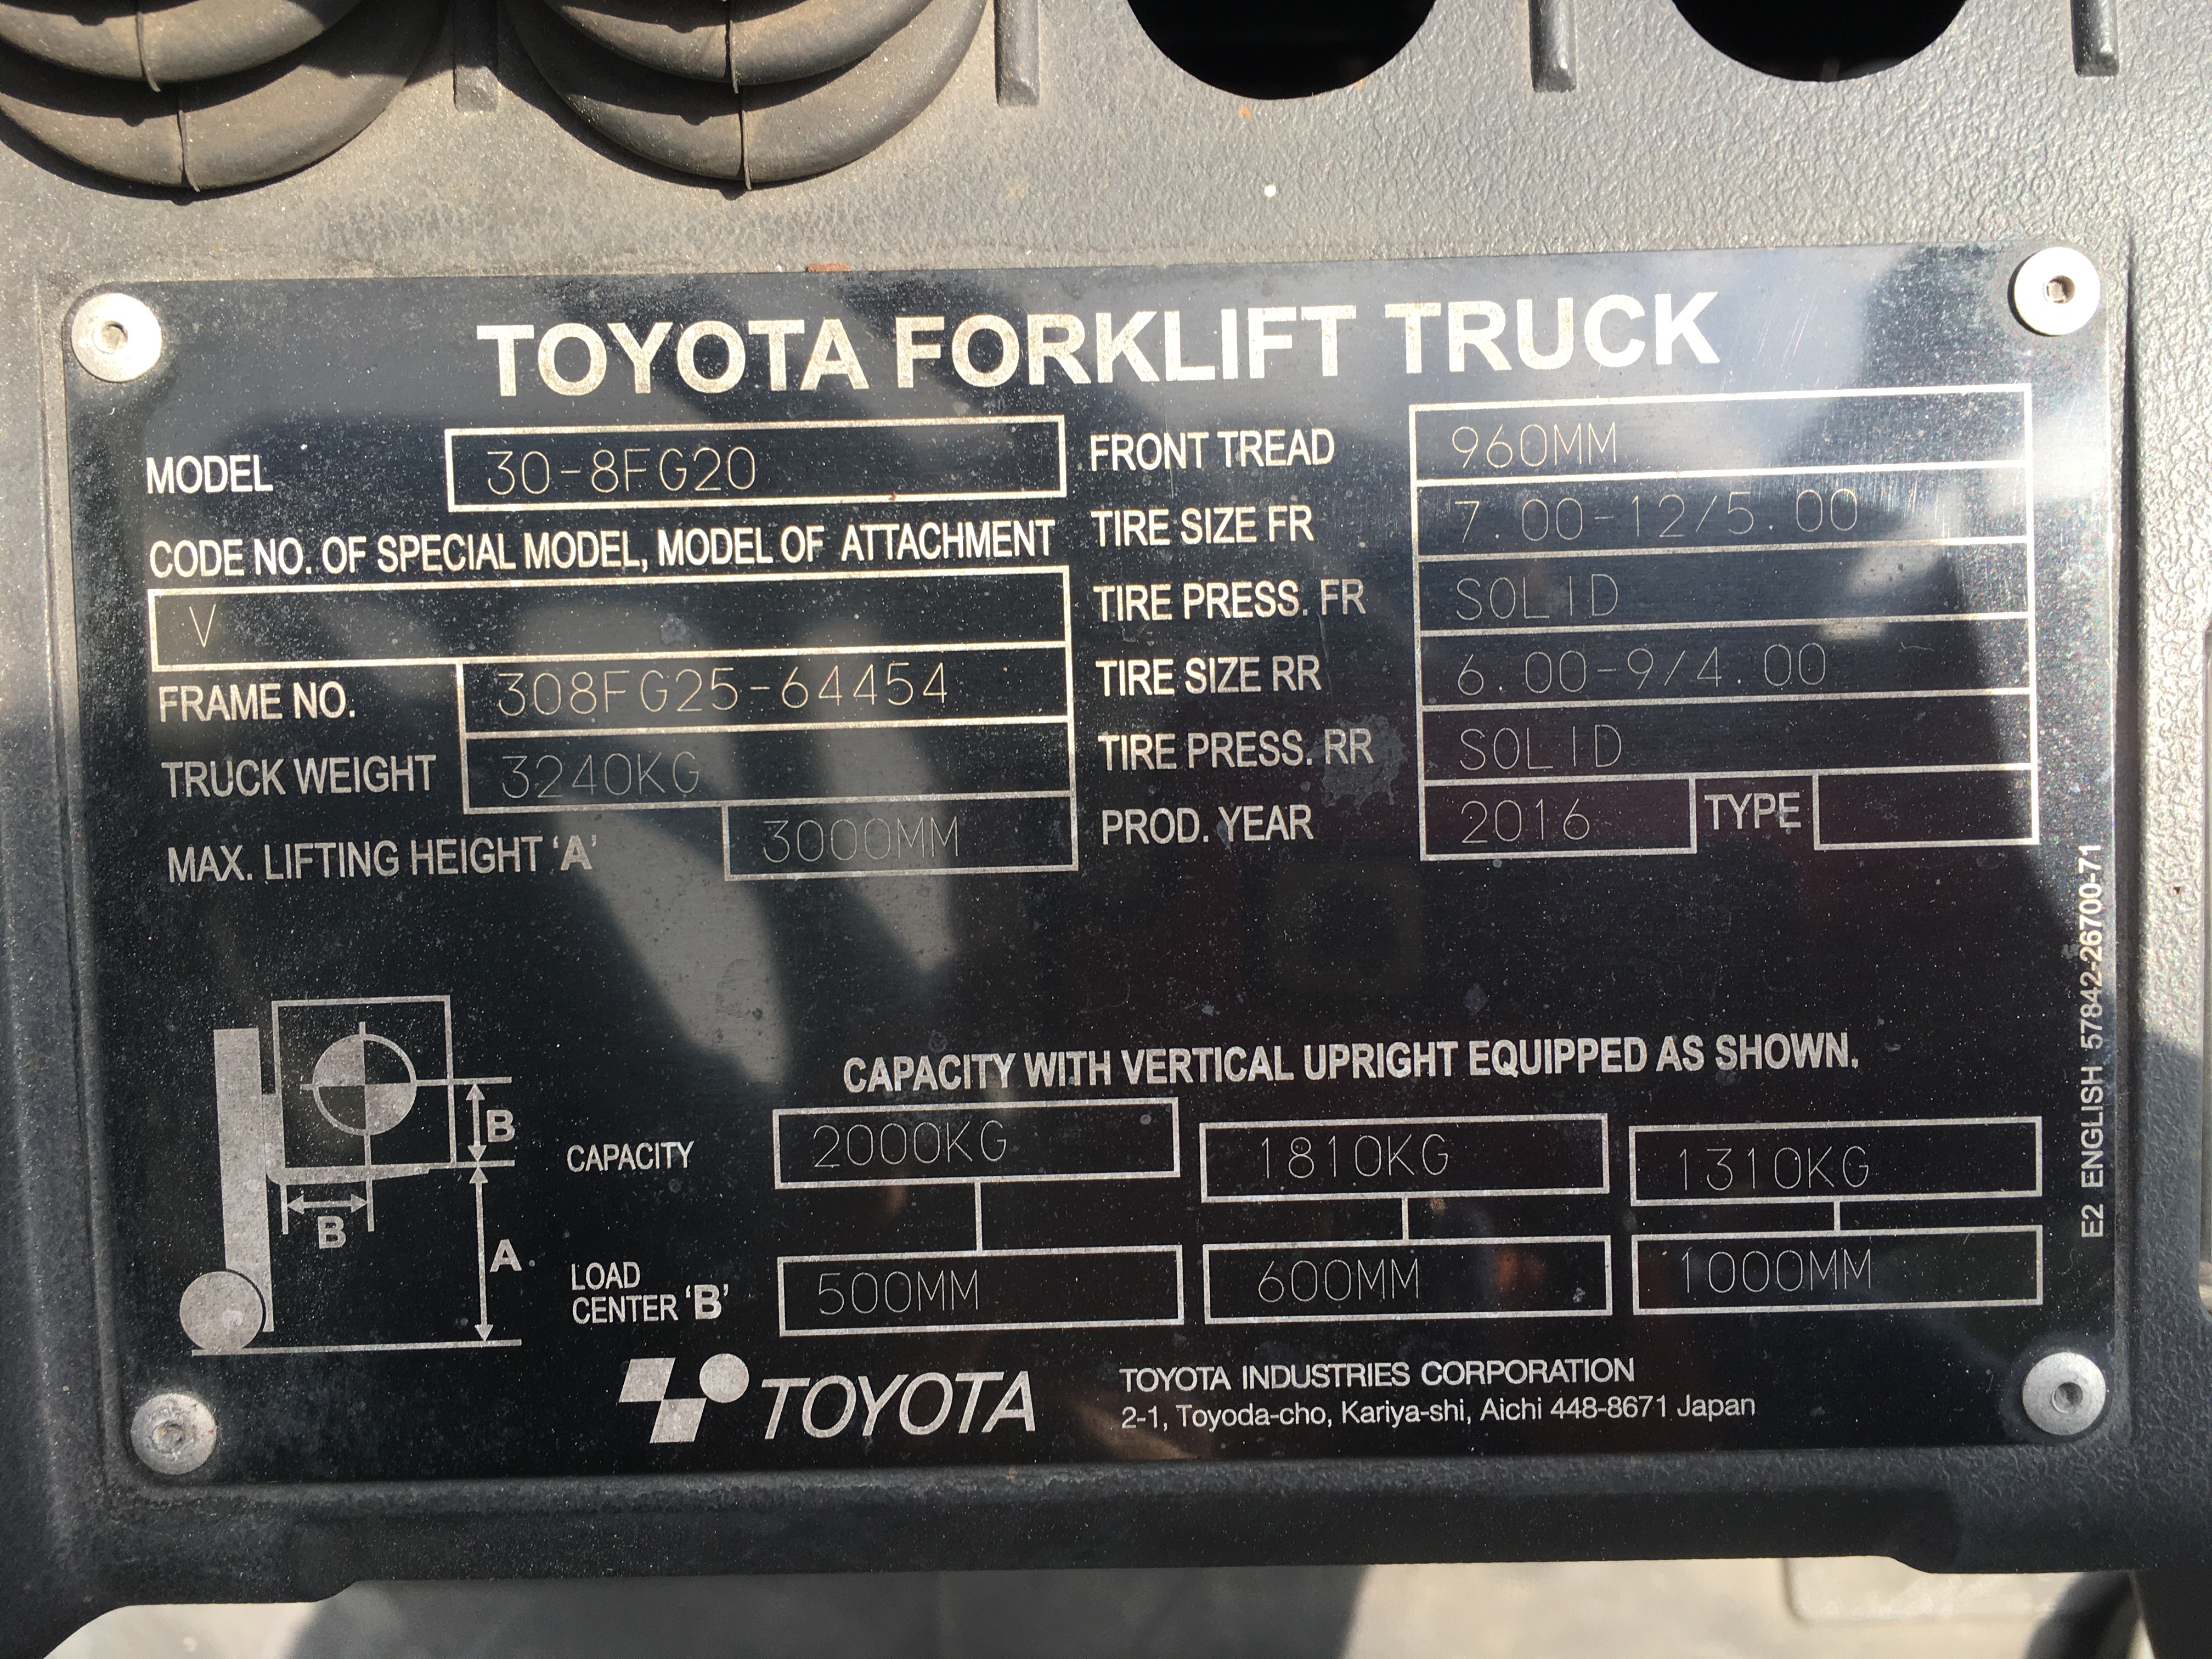 TOYOTA FORKLIFT TRUCK
MODEL 30-8FG20
CODE NO. OF SPECIAL MODEL, MODEL OF ATTACHMENT
V
FRAME NO. 308FG25-64454
TRUCK WEIGHT 3240KG
MAX. LIFTING HEIGHT 'A' 3000MM
FRONT TREAD 960MM
TIRE SIZE FR 7.00-12/5.00
TIRE PRESS. FR SOLID
TIRE SIZE RR 6.00-9/4.00
TIRE PRESS. RR SOLID
PROD. YEAR 2016 TYPE
B
B
A
CAPACITY WITH VERTICAL UPRIGHT EQUIPPED AS SHOWN.
CAPACITY 2000KG 1810KG 1310KG
LOAD
CENTER 'B' 500MM 600MM 1000MM
TOYOTA
TOYOTA INDUSTRIES CORPORATION
2-1, Toyoda-cho, Kariya-shi, Aichi 448-8671 Japan
E2 ENGLISH 57842-26700-71